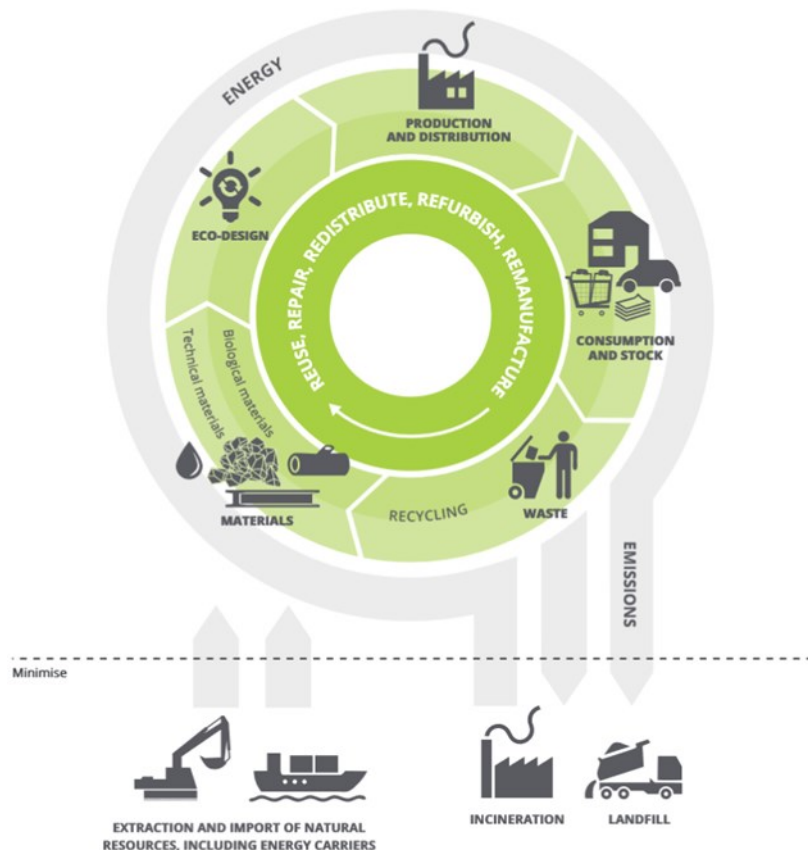 ENERGY
PRODUCTION
AND DISTRIBUTION
ECO-DESIGN
REUSE, REPAIR, REDISTRIBUTE, REFURBISH, REMANUFACTURE
CONSUMPTION
AND STOCK
Technical materials
Biological materials
MATERIALS
RECYCLING
WASTE
EMISSIONS
Minimise
EXTRACTION AND IMPORT OF NATURAL
RESOURCES, INCLUDING ENERGY CARRIERS
INCINERATION
LANDFILL